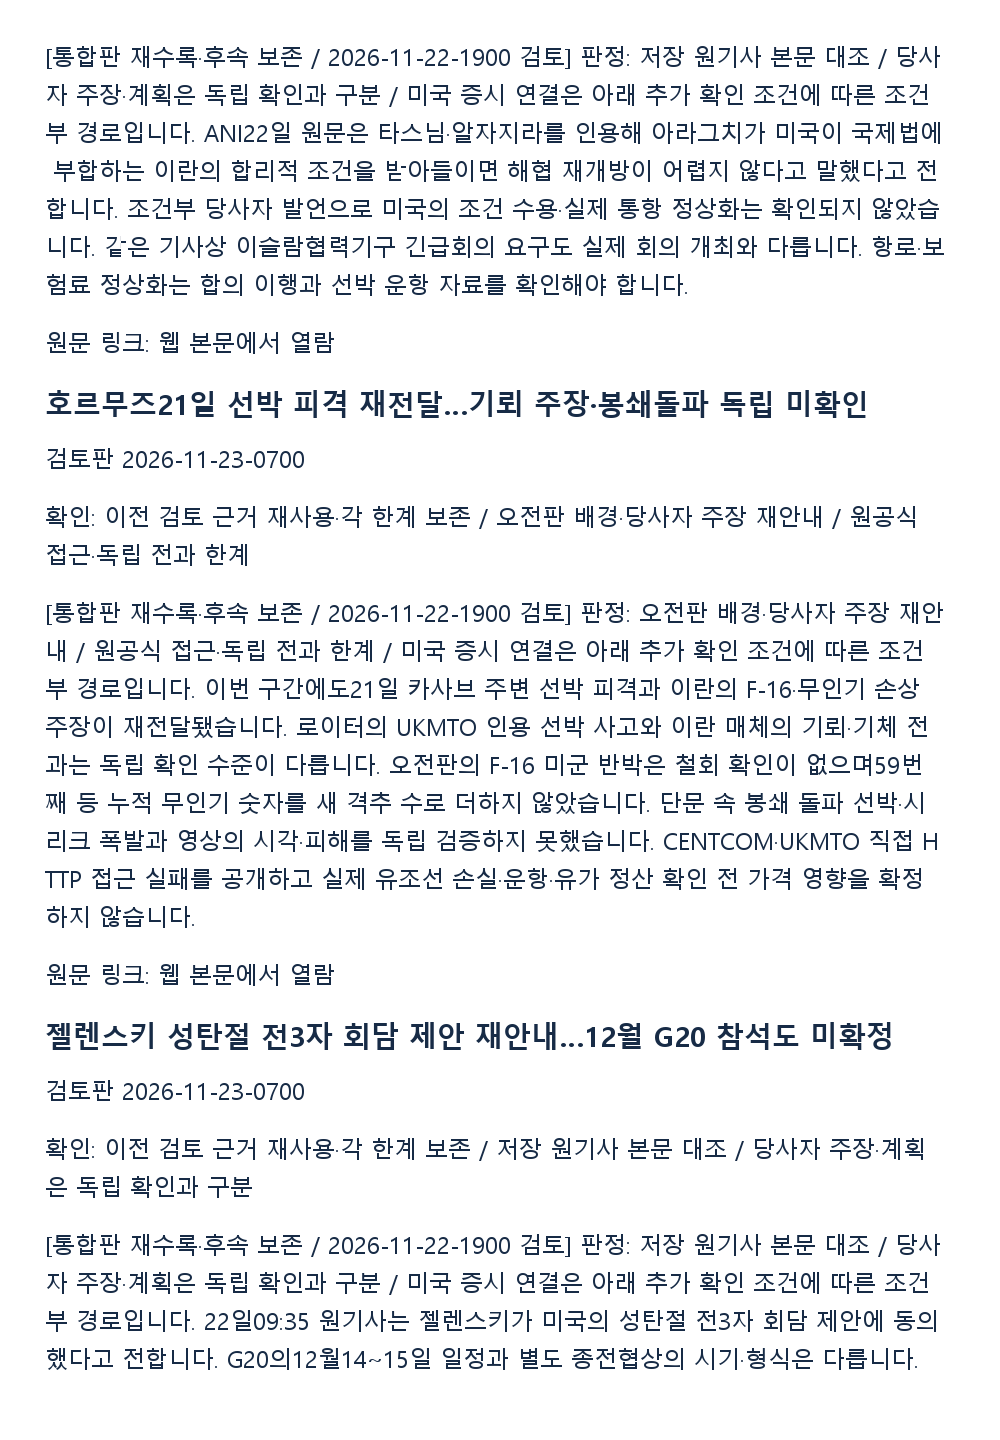 [통합판 재수록·후속 보존 / 2026-11-22-1900 검토] 판정: 저장 원기사 본문 대조 / 당사
자 주장·계획은 독립 확인과 구분 / 미국 증시 연결은 아래 추가 확인 조건에 따른 조건
부 경로입니다. ANI22일 원문은 타스님·알자지라를 인용해 아라그치가 미국이 국제법에
부합하는 이란의 합리적 조건을 받아들이면 해협 재개방이 어렵지 않다고 말했다고 전
합니다. 조건부 당사자 발언으로 미국의 조건 수용·실제 통항 정상화는 확인되지 않았습
니다. 같은 기사상 이슬람협력기구 긴급회의 요구도 실제 회의 개최와 다릅니다. 항로·보
험료 정상화는 합의 이행과 선박 운항 자료를 확인해야 합니다.
원문 링크: 웹 본문에서 열람
호르무즈21일 선박 피격 재전달...기뢰 주장·봉쇄돌파 독립 미확인
검토판 2026-11-23-0700
확인: 이전 검토 근거 재사용·각 한계 보존 / 오전판 배경·당사자 주장 재안내 / 원공식
접근·독립 전과 한계
[통합판 재수록·후속 보존 / 2026-11-22-1900 검토] 판정: 오전판 배경·당사자 주장 재안
내 / 원공식 접근·독립 전과 한계 / 미국 증시 연결은 아래 추가 확인 조건에 따른 조건
부 경로입니다. 이번 구간에도21일 카사브 주변 선박 피격과 이란의 F-16·무인기 손상
주장이 재전달됐습니다. 로이터의 UKMTO 인용 선박 사고와 이란 매체의 기뢰·기체 전
과는 독립 확인 수준이 다릅니다. 오전판의 F-16 미군 반박은 철회 확인이 없으며59번
째 등 누적 무인기 숫자를 새 격추 수로 더하지 않았습니다. 단문 속 봉쇄 돌파 선박·시
리크 폭발과 영상의 시각·피해를 독립 검증하지 못했습니다. CENTCOM·UKMTO 직접 H
TTP 접근 실패를 공개하고 실제 유조선 손실·운항·유가 정산 확인 전 가격 영향을 확정
하지 않습니다.
원문 링크: 웹 본문에서 열람
젤렌스키 성탄절 전3자 회담 제안 재안내...12월 G20 참석도 미확정
검토판 2026-11-23-0700
확인: 이전 검토 근거 재사용·각 한계 보존 / 저장 원기사 본문 대조 / 당사자 주장·계획
은 독립 확인과 구분
[통합판 재수록·후속 보존 / 2026-11-22-1900 검토] 판정: 저장 원기사 본문 대조 / 당사
자 주장·계획은 독립 확인과 구분 / 미국 증시 연결은 아래 추가 확인 조건에 따른 조건
부 경로입니다. 22일09:35 원기사는 젤렌스키가 미국의 성탄절 전3자 회담 제안에 동의
했다고 전합니다. G20의12월14~15일 일정과 별도 종전협상의 시기·형식은 다릅니다.